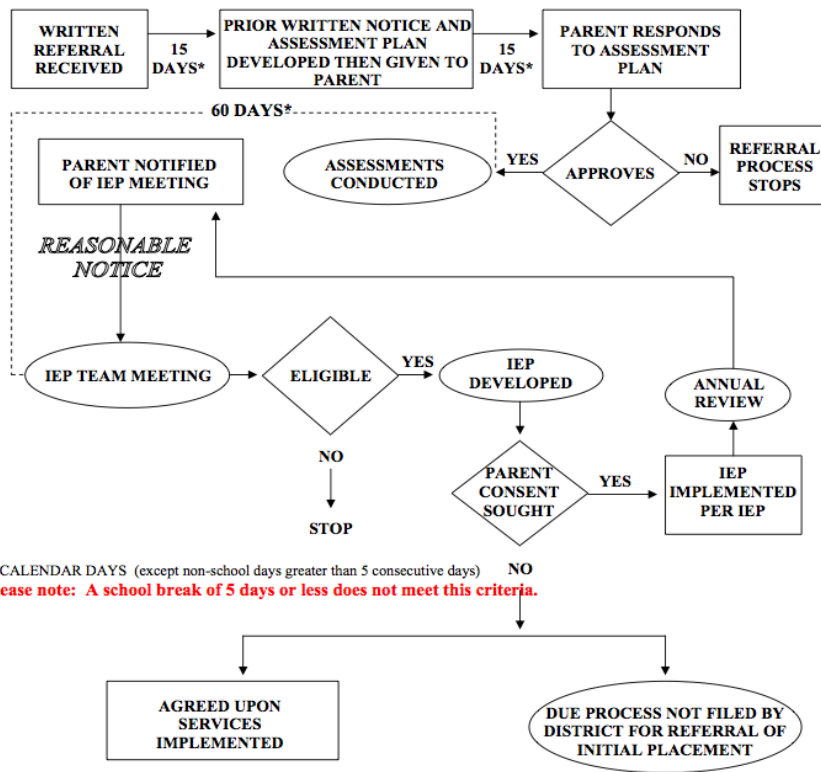 WRITTEN
REFERRAL
RECEIVED
15
DAYS*
PRIOR WRITTEN NOTICE AND
ASSESSMENT PLAN
DEVELOPED THEN GIVEN TO
PARENT
15
DAYS*
PARENT RESPONDS
TO ASSESSMENT
PLAN
60 DAYS*
PARENT NOTIFIED
OF IEP MEETING
ASSESSMENTS
CONDUCTED
YES
APPROVES
NO
REFERRAL
PROCESS
STOPS
REASONABLE
NOTICE
IEP TEAM MEETING
ELIGIBLE
YES
IEP
DEVELOPED
ANNUAL
REVIEW
NO
STOP
PARENT
CONSENT
SOUGHT
YES
IEP
IMPLEMENTED
PER IEP
CALENDAR DAYS (except non-school days greater than 5 consecutive days)
NO
ease note: A school break of 5 days or less does not meet this criteria.
AGREED UPON
SERVICES
IMPLEMENTED
DUE PROCESS NOT FILED BY
DISTRICT FOR REFERRAL OF
INITIAL PLACEMENT